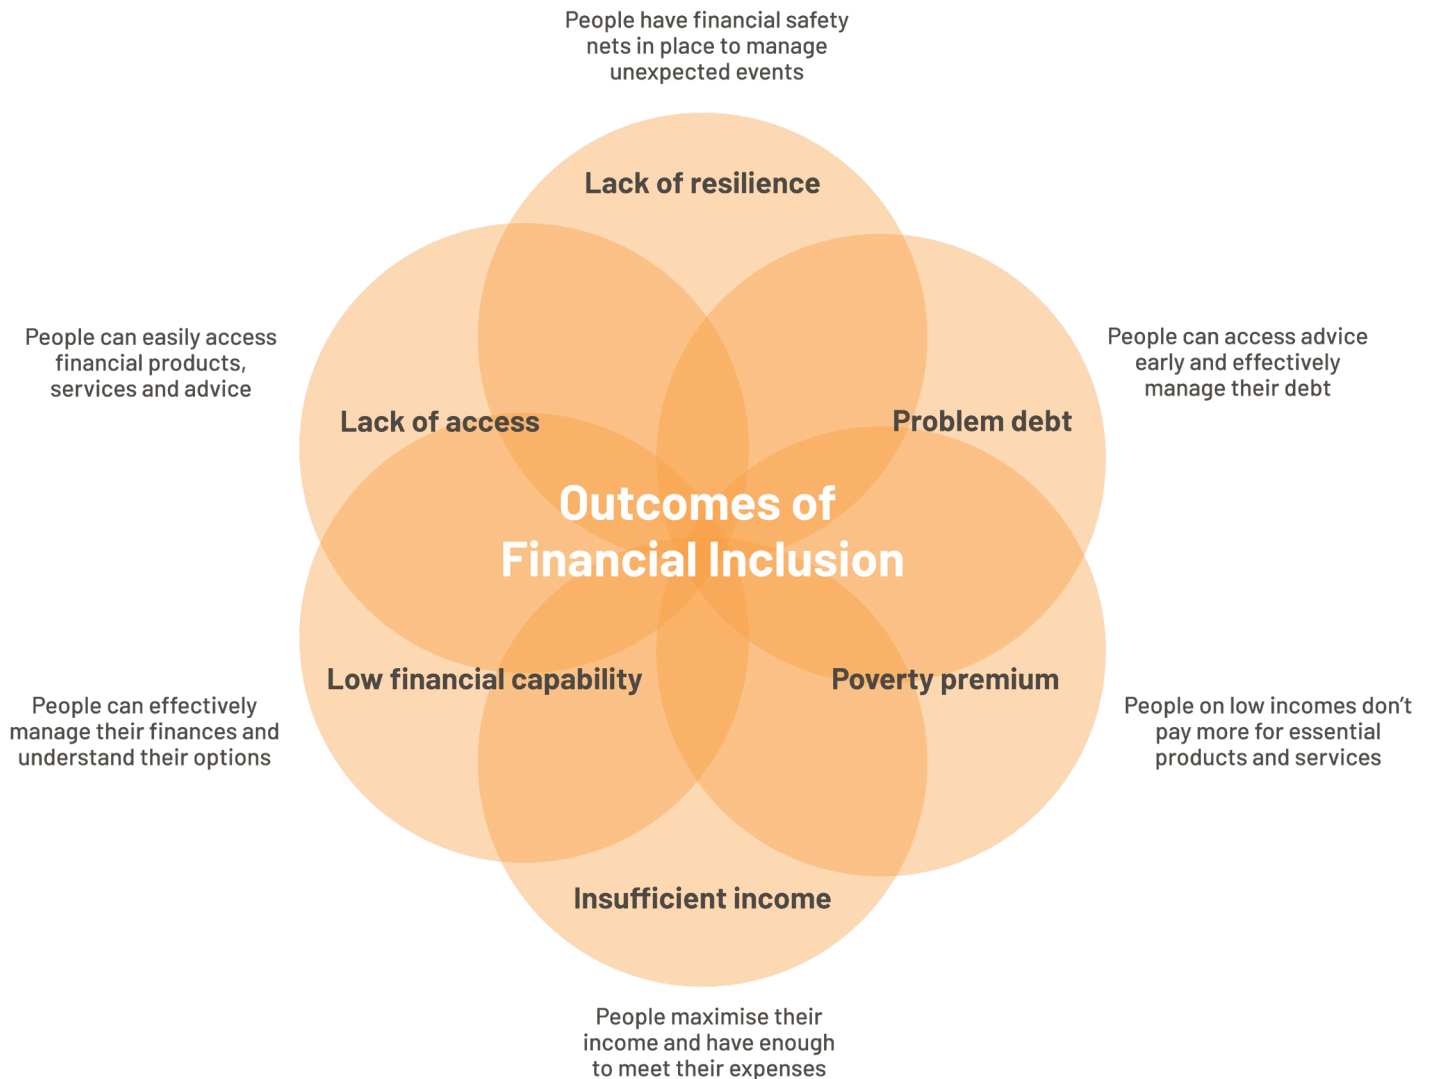 People have financial safety
nets in place to manage
unexpected events
Lack of resilience
People can easily access
financial products,
services and advice
People can access advice
early and effectively
manage their debt
Lack of access
Problem debt
Outcomes of
Financial Inclusion
Low financial capability
Poverty premium
People can effectively
manage their finances and
understand their options
People on low incomes don’t
pay more for essential
products and services
Insufficient income
People maximise their
income and have enough
to meet their expenses